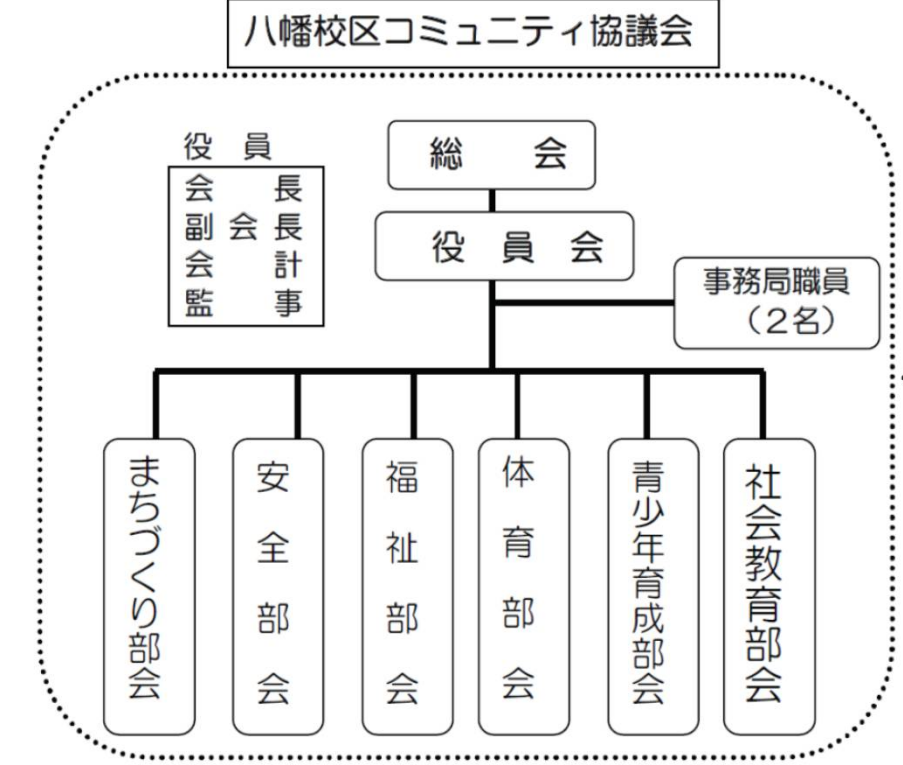 八幡校区コミュニティ協議会
役員
会長
副会長
会計
監事
総会
役員会
事務局職員
（２名）
まちづくり部会
安全部会
福祉部会
体育部会
青少年育成部会
社会教育部会